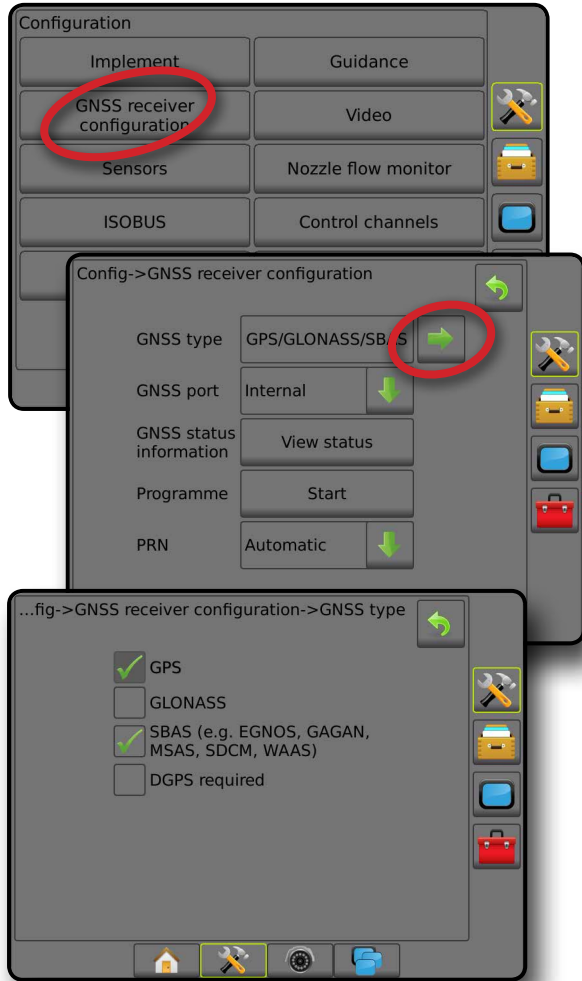 Configuration
Implement
Guidance
GNSS receiver
configuration
Video
Sensors
Nozzle flow monitor
ISOBUS
Control channels
Config->GNSS receiver configuration
GNSS type
GPS/GLONASS/SBAS
GNSS port
Internal
GNSS status
information
View status
Programme
Start
PRN
Automatic
...fig->GNSS receiver configuration->GNSS type
GPS
GLONASS
SBAS (e.g. EGNOS, GAGAN,
MSAS, SDCM, WAAS)
DGPS required